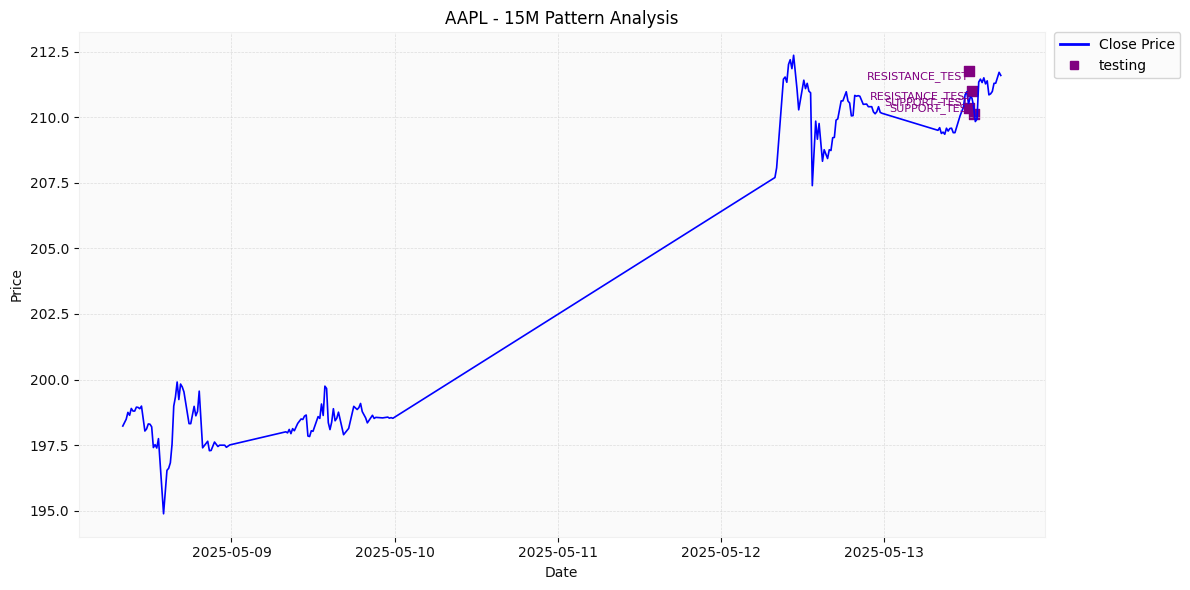 AAPL - 15M Pattern Analysis
Close Price
testing
Price
212.5
210.0
207.5
205.0
202.5
200.0
197.5
195.0
RESISTANCE_TEST
RESISTANCE_TEST
SUPPORT_TEST
SUPPORT_TEST
2025-05-09
2025-05-10
2025-05-11
2025-05-12
2025-05-13
Date